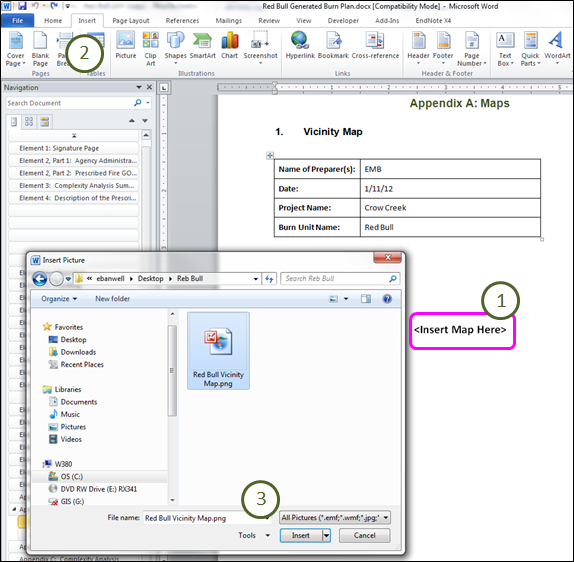 Red Bull Generated Burn Plan.docx [Compatibility Mode] - Microsoft Word
File Home Insert Page Layout References Mailings Review View Developer Add-Ins EndNote X4
Cover Page Blank Page Picture Clip Art Shapes SmartArt Chart Screenshot Hyperlink Bookmark Cross-reference Header Footer Page Number Text Box Quick Parts WordArt
Pages Tables Illustrations Links Header & Footer
2
Navigation
Search Document
Element 1: Signature Page
Element 2, Part 1: Agency Administra...
Element 2, Part 2: Prescribed Fire GO...
Element 3: Complexity Analysis Sum...
Element 4: Description of the Prescri...
Appendix A: Maps
1. Vicinity Map
Name of Preparer(s): EMB
Date: 1/11/12
Project Name: Crow Creek
Burn Unit Name: Red Bull
1
<Insert Map Here>
Insert Picture
ebanwell Desktop Reb Bull
Search Reb Bull
Organize New folder
Favorites
Desktop
Downloads
Recent Places
Libraries
Documents
Music
Pictures
Videos
W380
OS (C:)
DVD RW Drive (E:) RX341
GIS (G:)
Red Bull Vicinity
Map.png
3
File name: Red Bull Vicinity Map.png
All Pictures (*.emf;*.wmf;*.jpg;*
Tools Insert Cancel
Appendix C: Complexity Analysis